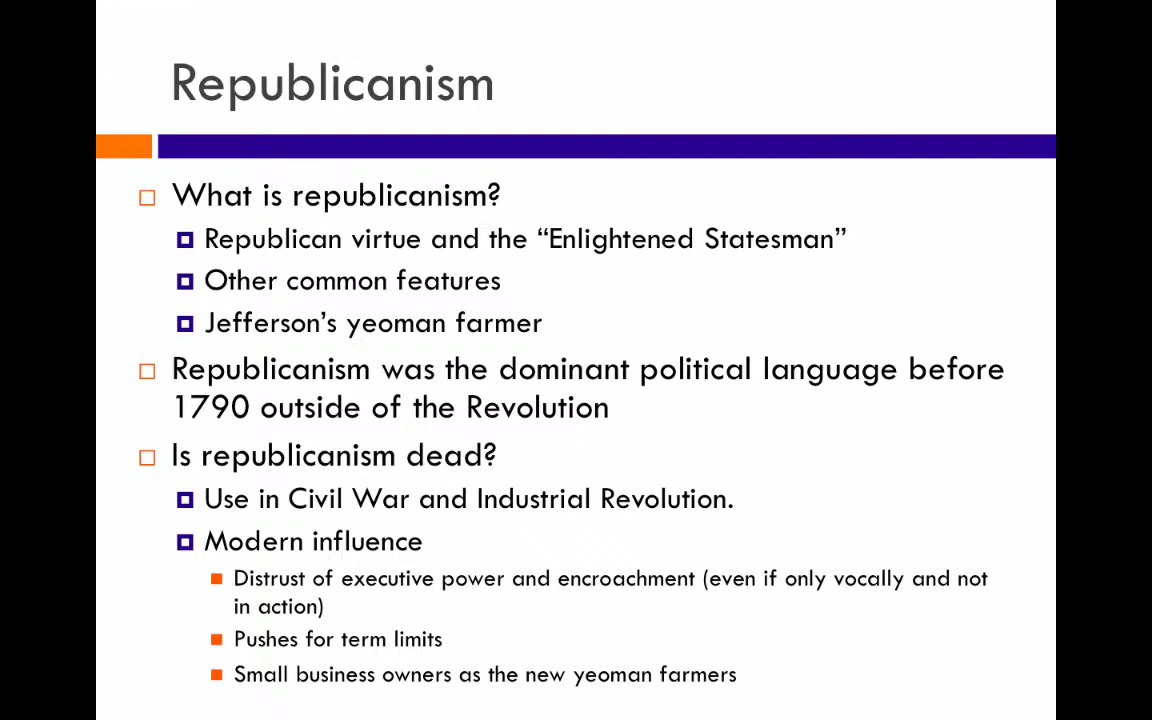 Republicanism
What is republicanism?
Republican virtue and the “Enlightened Statesman”
Other common features
Jefferson’s yeoman farmer
Republicanism was the dominant political language before
1790 outside of the Revolution
Is republicanism dead?
Use in Civil War and Industrial Revolution.
Modern influence
Distrust of executive power and encroachment (even if only vocally and not
in action)
Pushes for term limits
Small business owners as the new yeoman farmers